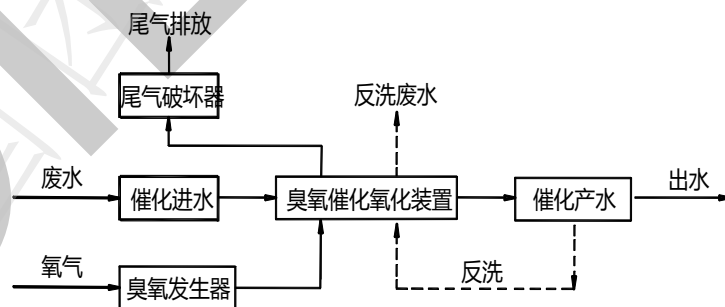 尾气排放
尾气破坏器
反洗废水
废水
催化进水
臭氧催化氧化装置
催化产水
出水
氧气
臭氧发生器
反洗